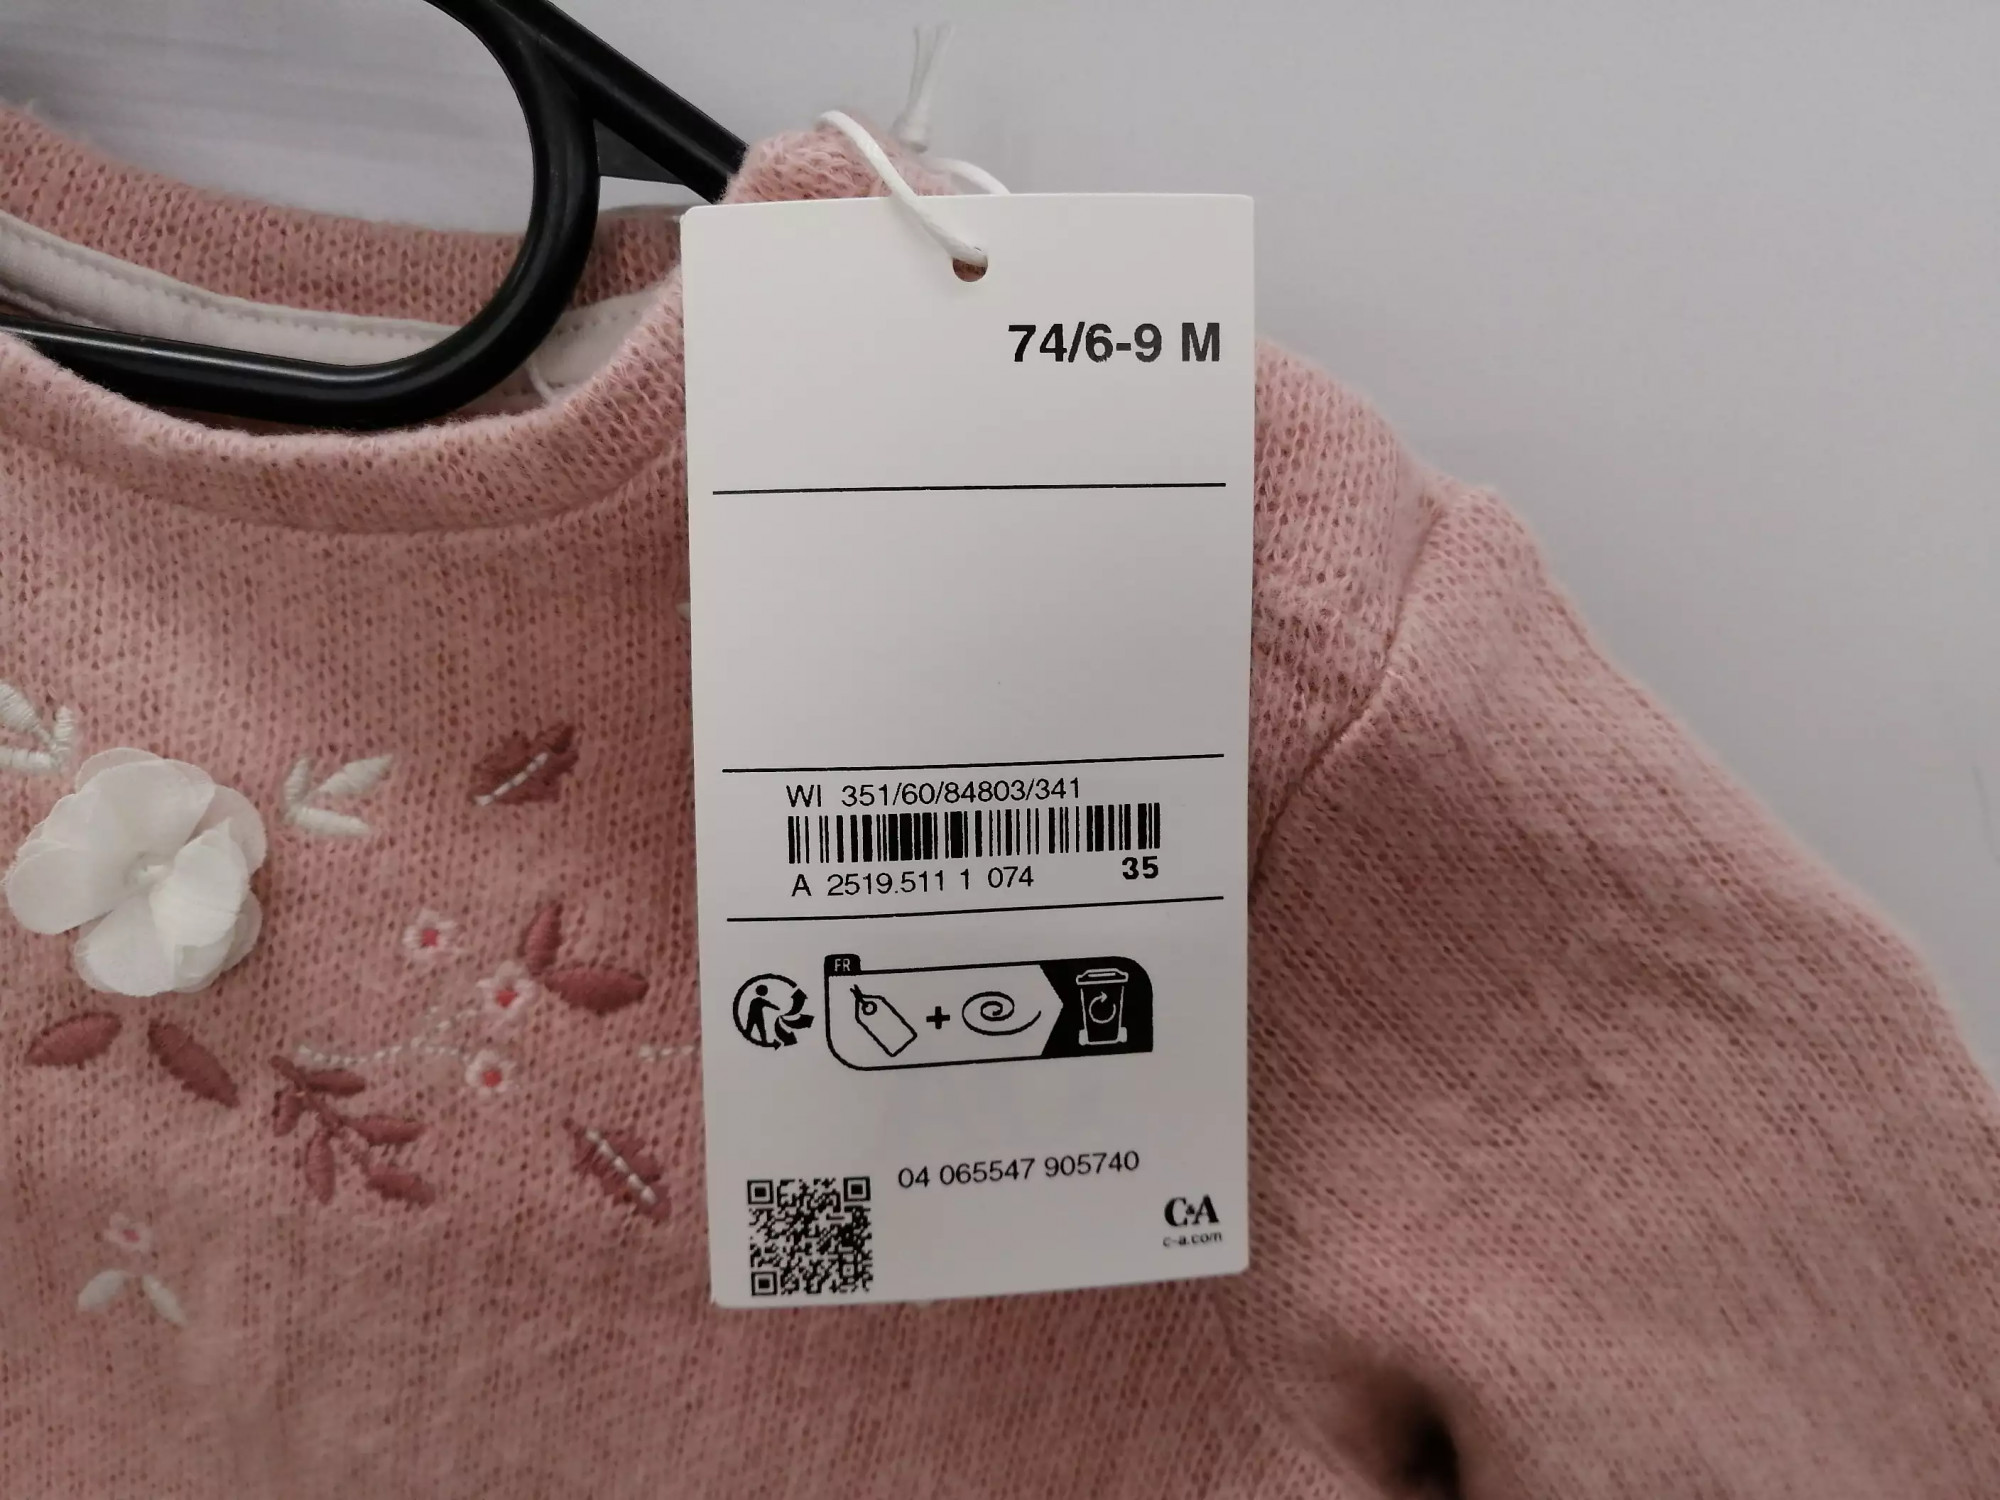 74/6-9 M
WI 351/60/84803/341
A 2519.511 1 074 35
FR
04 065547 905740
C&A
c-a.com